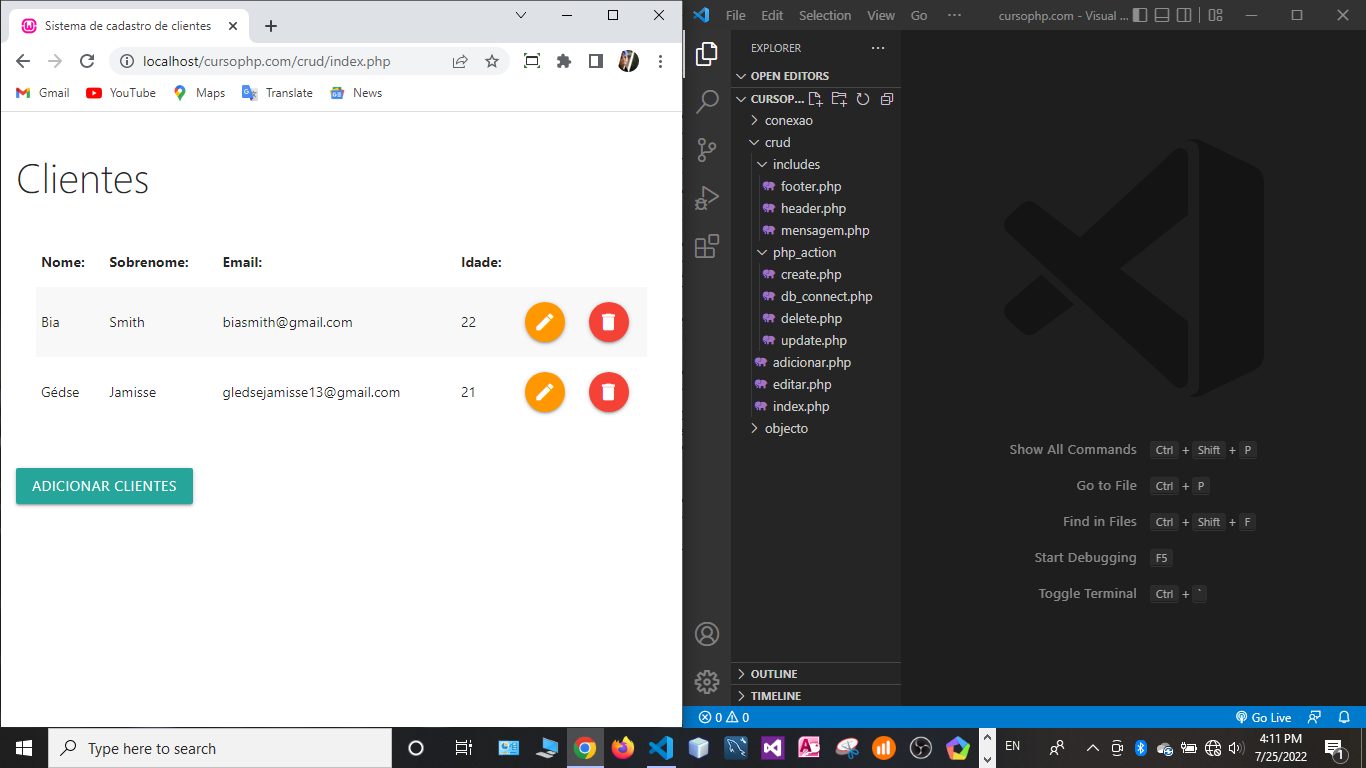 Sistema de cadastro de clientes
localhost/cursophp.com/crud/index.php
Gmail YouTube Maps Translate News
Clientes
Nome: Sobrenome: Email: Idade:
Bia Smith biasmith@gmail.com 22
Gédse Jamisse gledsejamisse13@gmail.com 21
ADICIONAR CLIENTES
File Edit Selection View Go ··· cursophp.com - Visual ...
EXPLORER ···
OPEN EDITORS
CURSOP...
conexao
crud
includes
footer.php
header.php
mensagem.php
php_action
create.php
db_connect.php
delete.php
update.php
adicionar.php
editar.php
index.php
objecto
OUTLINE
TIMELINE
Show All Commands Ctrl + Shift + P
Go to File Ctrl + P
Find in Files Ctrl + Shift + F
Start Debugging F5
Toggle Terminal Ctrl + `
0 0 Go Live
Type here to search
EN
4:11 PM
7/25/2022
1